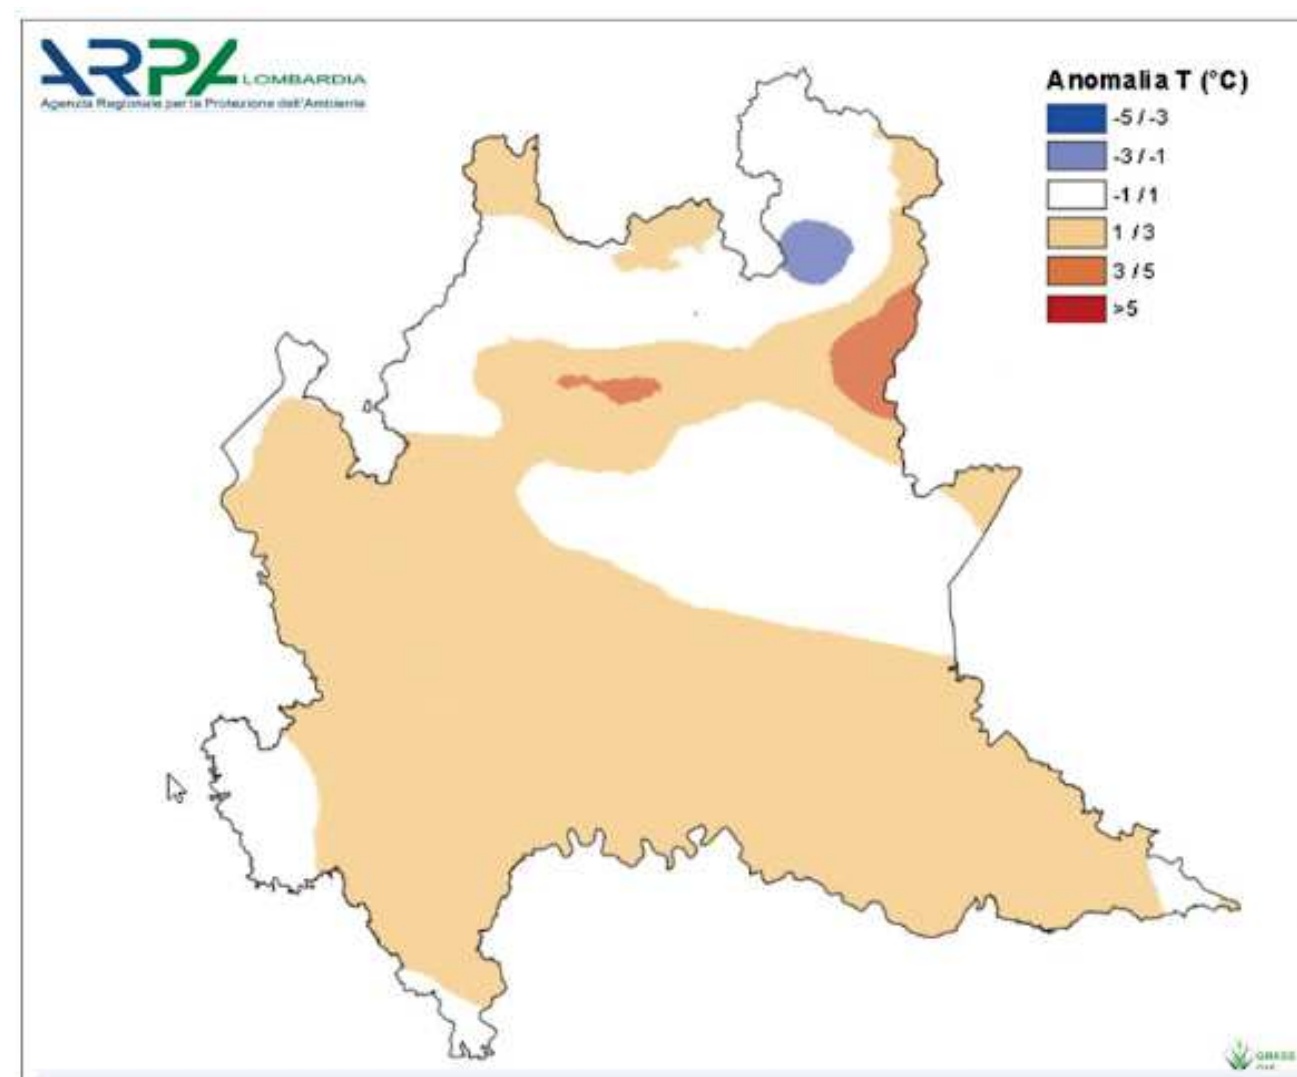 ARPA LOMBARDIA
Agenzia Regionale per la Protezione dell'Ambiente
Anomalia T (°C)
-5 / -3
-3 / -1
-1 / 1
1 / 3
3 / 5
>5
GRASS